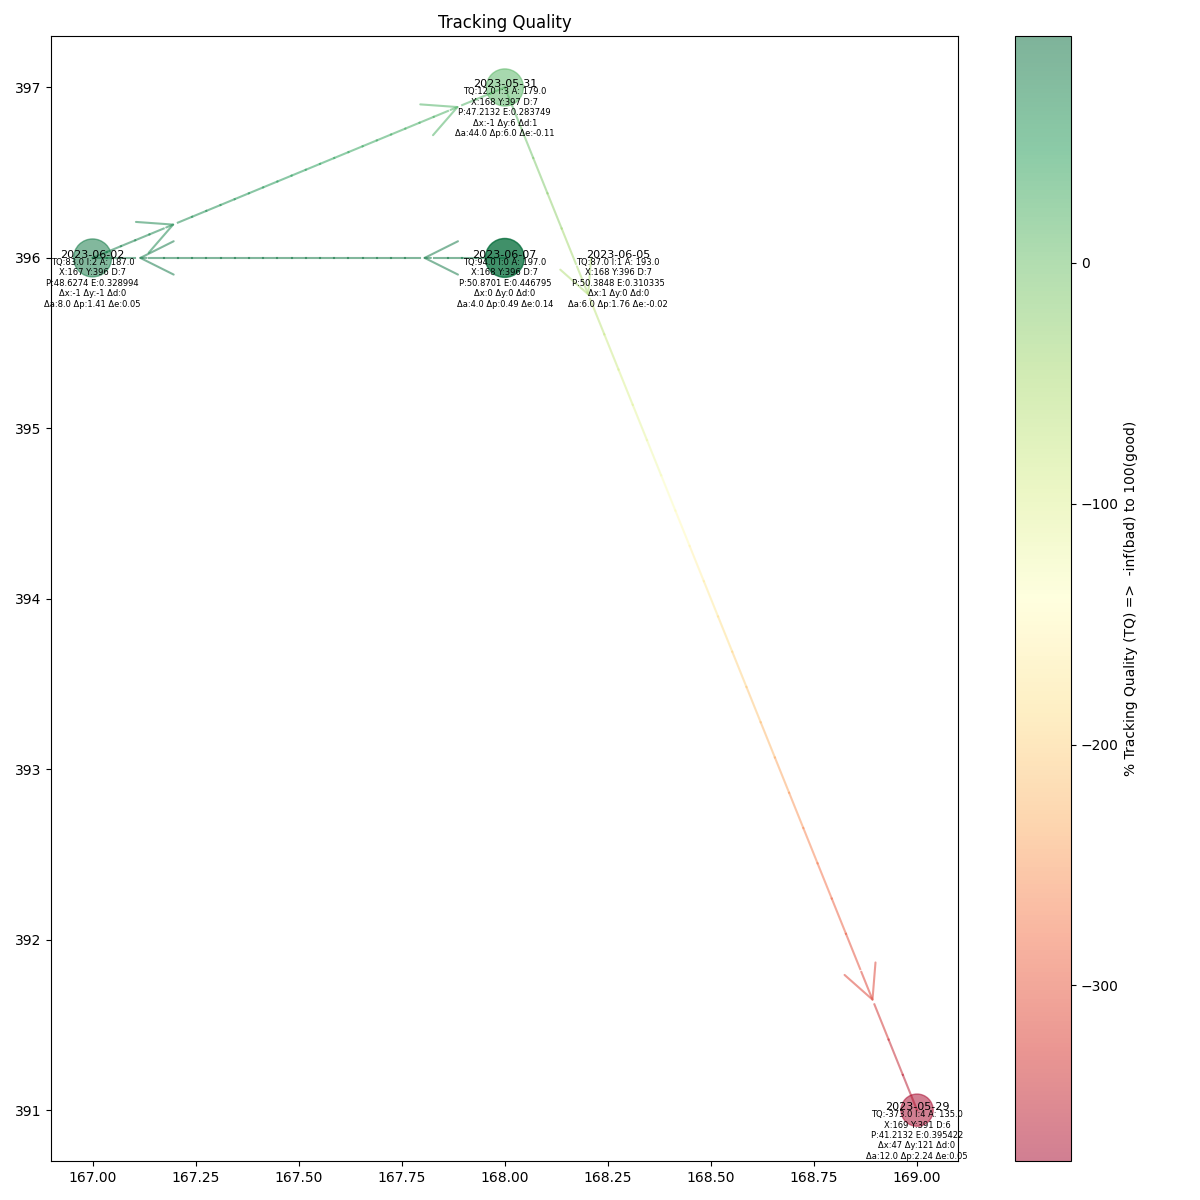 Tracking Quality
397
396
395
394
393
392
391
2023-05-31
TQ:12.0 I:3 A: 179.0
X:168 Y:397 D:7
P:47.2132 E:0.283749
Δx:-1 Δy:6 Δd:1
Δa:44.0 Δp:6.0 Δe:-0.11
2023-06-02
TQ:83.0 I:2 A: 187.0
X:167 Y:396 D:7
P:48.6274 E:0.328994
Δx:-1 Δy:-1 Δd:0
Δa:8.0 Δp:1.41 Δe:0.05
2023-06-07
TQ:94.0 I:0 A: 197.0
X:168 Y:396 D:7
P:50.8701 E:0.446795
Δx:0 Δy:0 Δd:0
Δa:4.0 Δp:0.49 Δe:0.14
2023-06-05
TQ:87.0 I:1 A: 193.0
X:168 Y:396 D:7
P:50.3848 E:0.310335
Δx:1 Δy:0 Δd:0
Δa:6.0 Δp:1.76 Δe:-0.02
2023-05-29
TQ:-373.0 I:4 A: 135.0
X:169 Y:391 D:6
P:41.2132 E:0.395422
Δx:47 Δy:121 Δd:0
Δa:12.0 Δp:2.24 Δe:0.05
167.00
167.25
167.50
167.75
168.00
168.25
168.50
168.75
169.00
0
−100
−200
−300
% Tracking Quality (TQ) => -inf(bad) to 100(good)